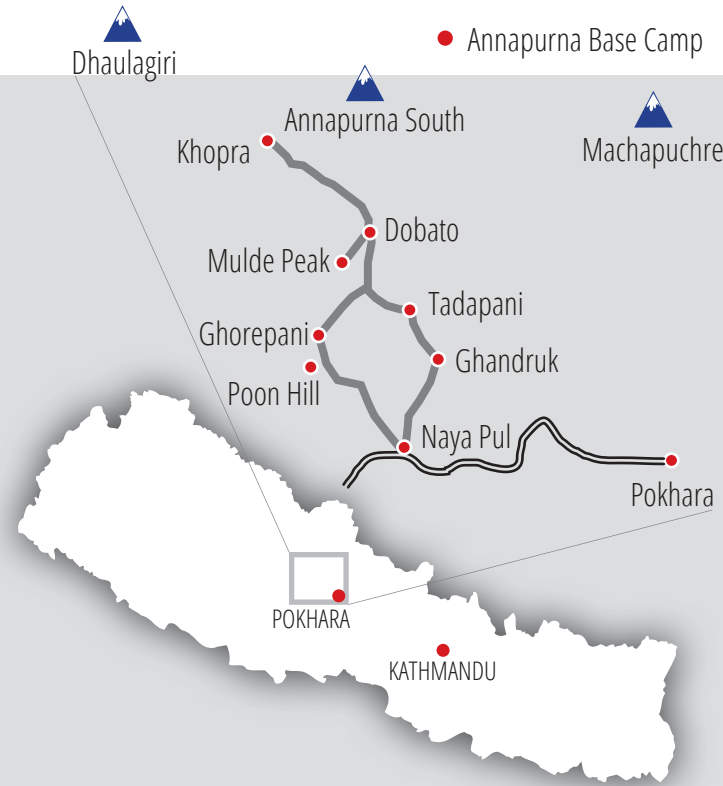 Annapurna Base Camp
Dhaulagiri
Annapurna South
Machapuchre
Khopra
Dobato
Mulde Peak
Tadapani
Ghorepani
Ghandruk
Poon Hill
Naya Pul
Pokhara
POKHARA
KATHMANDU